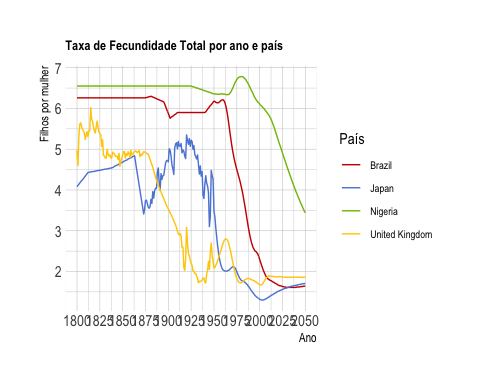 Taxa de Fecundidade Total por ano e país
Filhos por mulher
7
6
5
4
3
2
1800 1825 1850 1875 1900 1925 1950 1975 2000 2025 2050
Ano
País
Brazil
Japan
Nigeria
United Kingdom